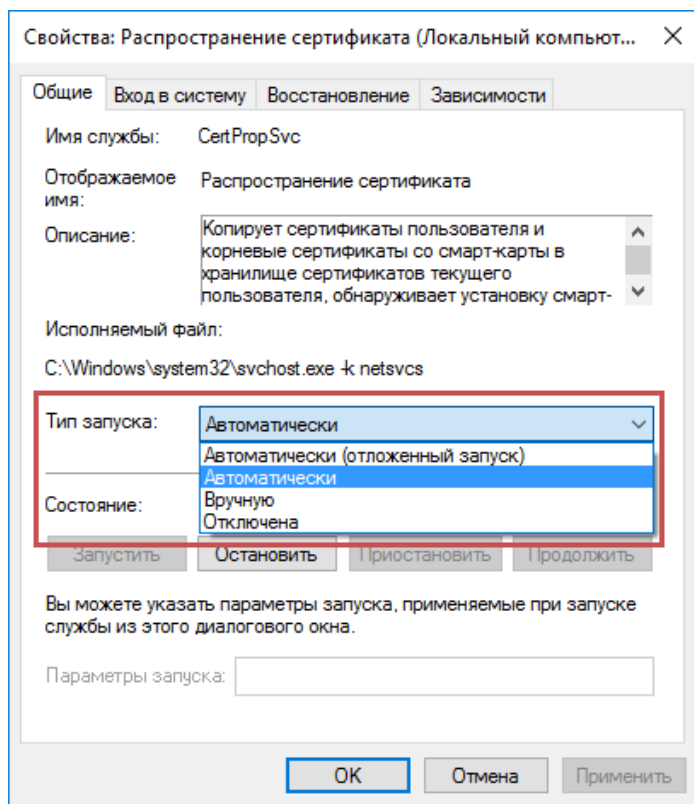 Свойства: Распространение сертификата (Локальный компьют...
Общие Вход в систему Восстановление Зависимости
Имя службы: CertPropSvc
Отображаемое имя: Распространение сертификата
Описание: Копирует сертификаты пользователя и
корневые сертификаты со смарт-карты в
хранилище сертификатов текущего
пользователя, обнаруживает установку смарт-
Исполняемый файл:
C:\Windows\system32\svchost.exe -k netsvcs
Тип запуска: Автоматически
Автоматически (отложенный запуск)
Автоматически
Состояние: Вручную
Отключена
Запустить Остановить Приостановить Продолжить
Вы можете указать параметры запуска, применяемые при запуске
службы из этого диалогового окна.
Параметры запуска:
OK Отмена Применить